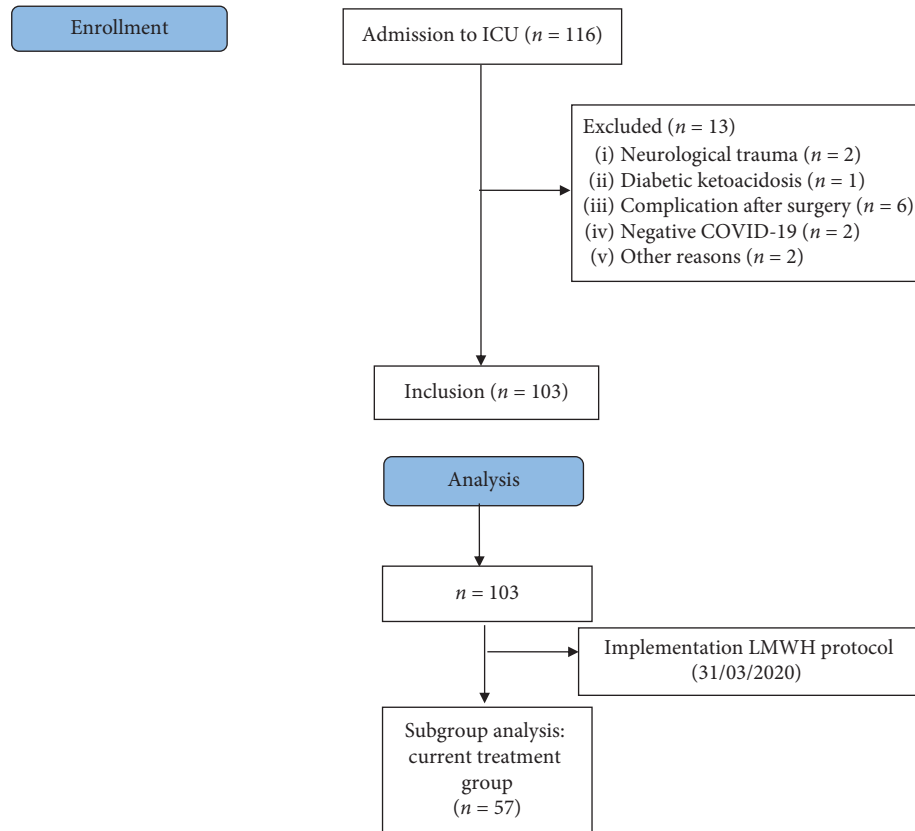 Enrollment
Admission to ICU (n = 116)
Excluded (n = 13)
(i) Neurological trauma (n = 2)
(ii) Diabetic ketoacidosis (n = 1)
(iii) Complication after surgery (n = 6)
(iv) Negative COVID-19 (n = 2)
(v) Other reasons (n = 2)
Inclusion (n = 103)
Analysis
n = 103
Implementation LMWH protocol
(31/03/2020)
Subgroup analysis:
current treatment
group
(n = 57)